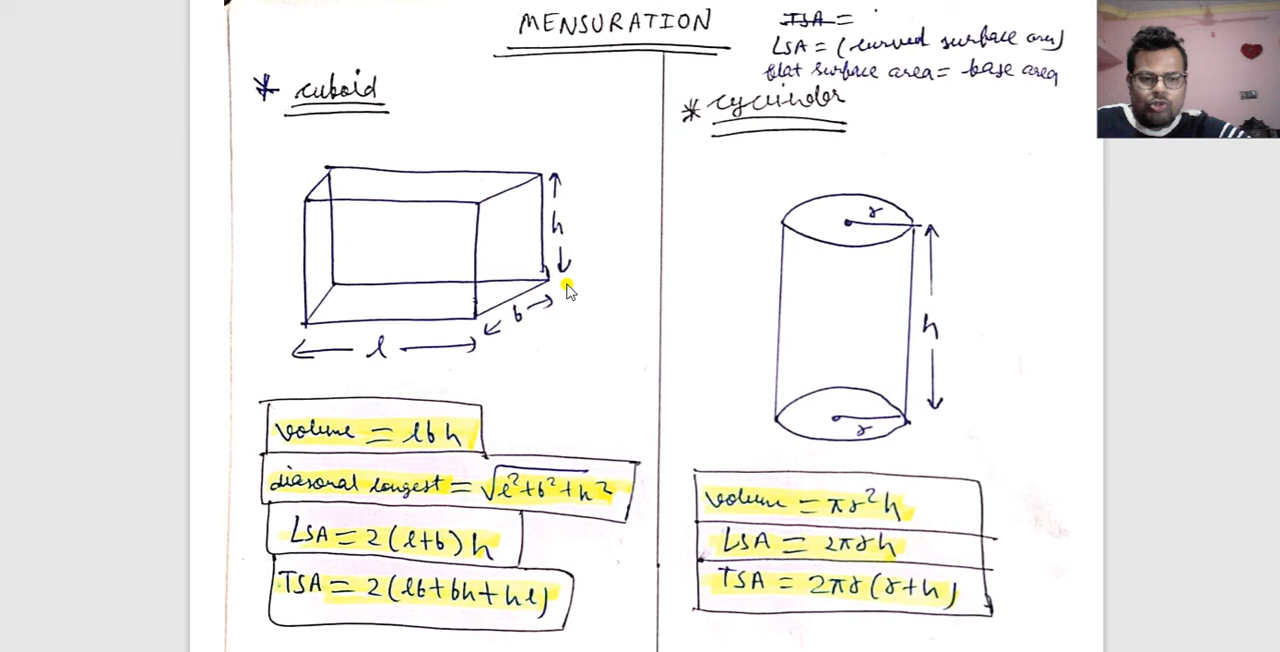 MENSURATION
TSA =
LSA = (curved surface area)
flat surface area = base area
* cuboid
* cycinder
h
b
l
r
h
r
volume = lbh
diagonal longest = √l²+b²+h²
LSA = 2(l+b)h
TSA = 2(lb+bh+hl)
volume = πr²h
LSA = 2πrh
TSA = 2πr(r+h)